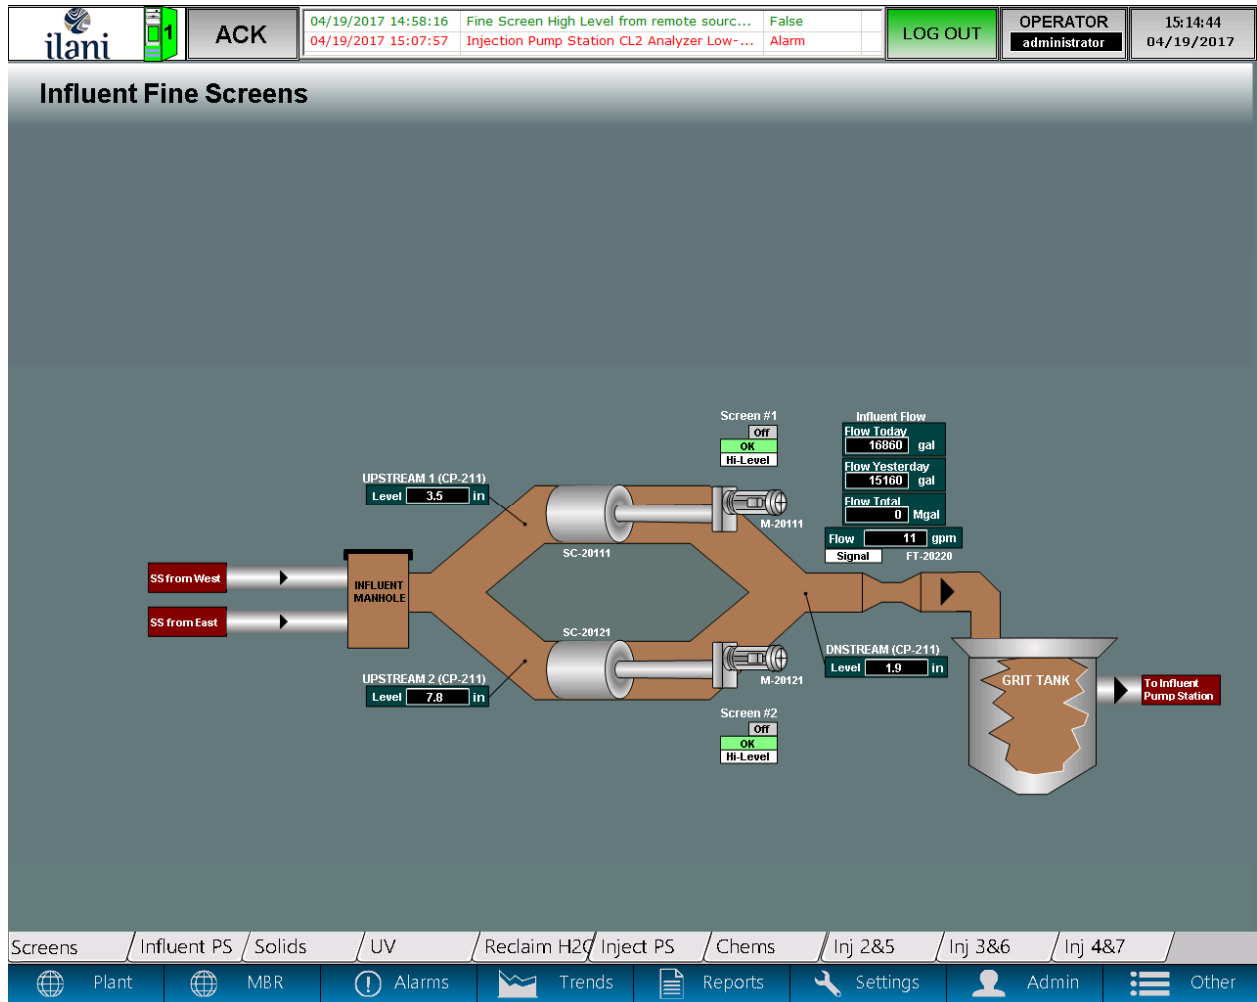 ilani
1
ACK
04/19/2017 14:58:16 Fine Screen High Level from remote sourc... False
04/19/2017 15:07:57 Injection Pump Station CL2 Analyzer Low-... Alarm
LOG OUT
OPERATOR
administrator
15:14:44
04/19/2017
Influent Fine Screens
Screen #1
Off
OK
Hi-Level
Influent Flow
Flow Today
16860 gal
Flow Yesterday
15160 gal
Flow Total
0 Mgal
Flow 11 gpm
Signal FT-20220
UPSTREAM 1 (CP-211)
Level 3.5 in
M-20111
SC-20111
SS from West
INFLUENT
MANHOLE
SS from East
SC-20121
UPSTREAM 2 (CP-211)
Level 7.8 in
M-20121
DNSTREAM (CP-211)
Level 1.9 in
GRIT TANK
To Influent
Pump Station
Screen #2
Off
OK
Hi-Level
Screens Influent PS Solids UV Reclaim H2O Inject PS Chems Inj 2&5 Inj 3&6 Inj 4&7
Plant MBR Alarms Trends Reports Settings Admin Other